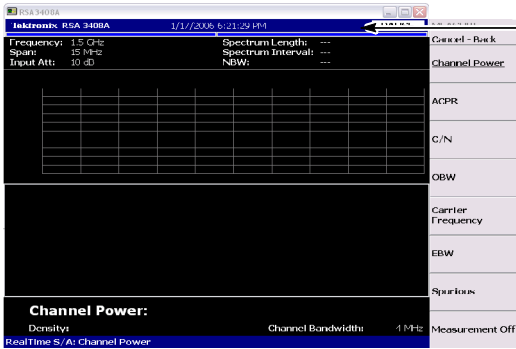 RSA3408A
Tektronix RSA 3408A 1/17/2006 6:21:29 PM
Frequency: 1.5 GHz Spectrum Length: ---
Span: 15 MHz Spectrum Interval: ---
Input Att: 10 dD NBW: ---
Cancel - Back
Channel Power
ACPR
C/N
OBW
Carrier
Frequency
EBW
Spurious
Measurement Off
Channel Power:
Density: Channel Bandwidth: 4 MHz
RealTime S/A: Channel Power